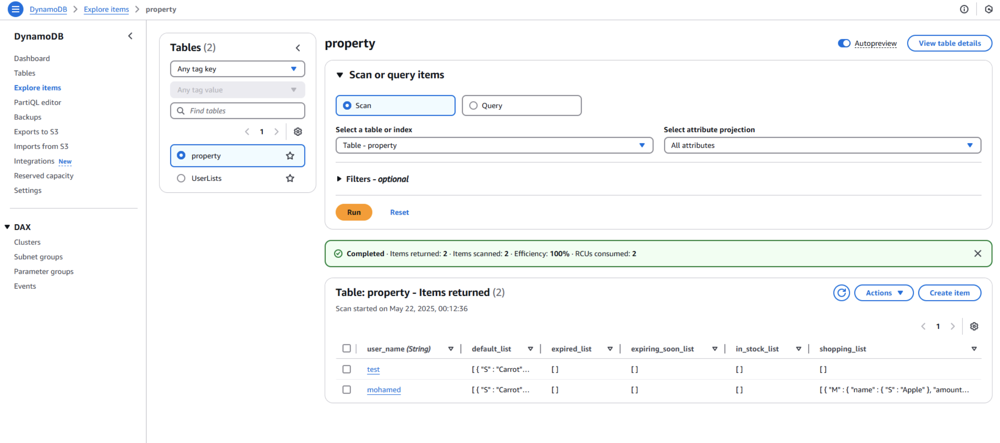 DynamoDB > Explore items > property
DynamoDB
Dashboard
Tables
Explore items
PartiQL editor
Backups
Exports to S3
Imports from S3
Integrations New
Reserved capacity
Settings
DAX
Clusters
Subnet groups
Parameter groups
Events
Tables (2)
Any tag key
Any tag value
Find tables
1
property
UserLists
property
Autopreview
View table details
Scan or query items
Scan
Query
Select a table or index
Select attribute projection
Table - property
All attributes
Filters - optional
Run
Reset
Completed · Items returned: 2 · Items scanned: 2 · Efficiency: 100% · RCUs consumed: 2
Table: property - Items returned (2)
Actions
Create item
Scan started on May 22, 2025, 00:12:36
1
user_name (String) default_list expired_list expiring_soon_list in_stock_list shopping_list
test [ { "S" : "Carrot"... [ ] [ ] [ ] [ ]
mohamed [ { "S" : "Carrot"... [ ] [ ] [ ] [ { "M" : { "name" : { "S" : "Apple" }, "amount...